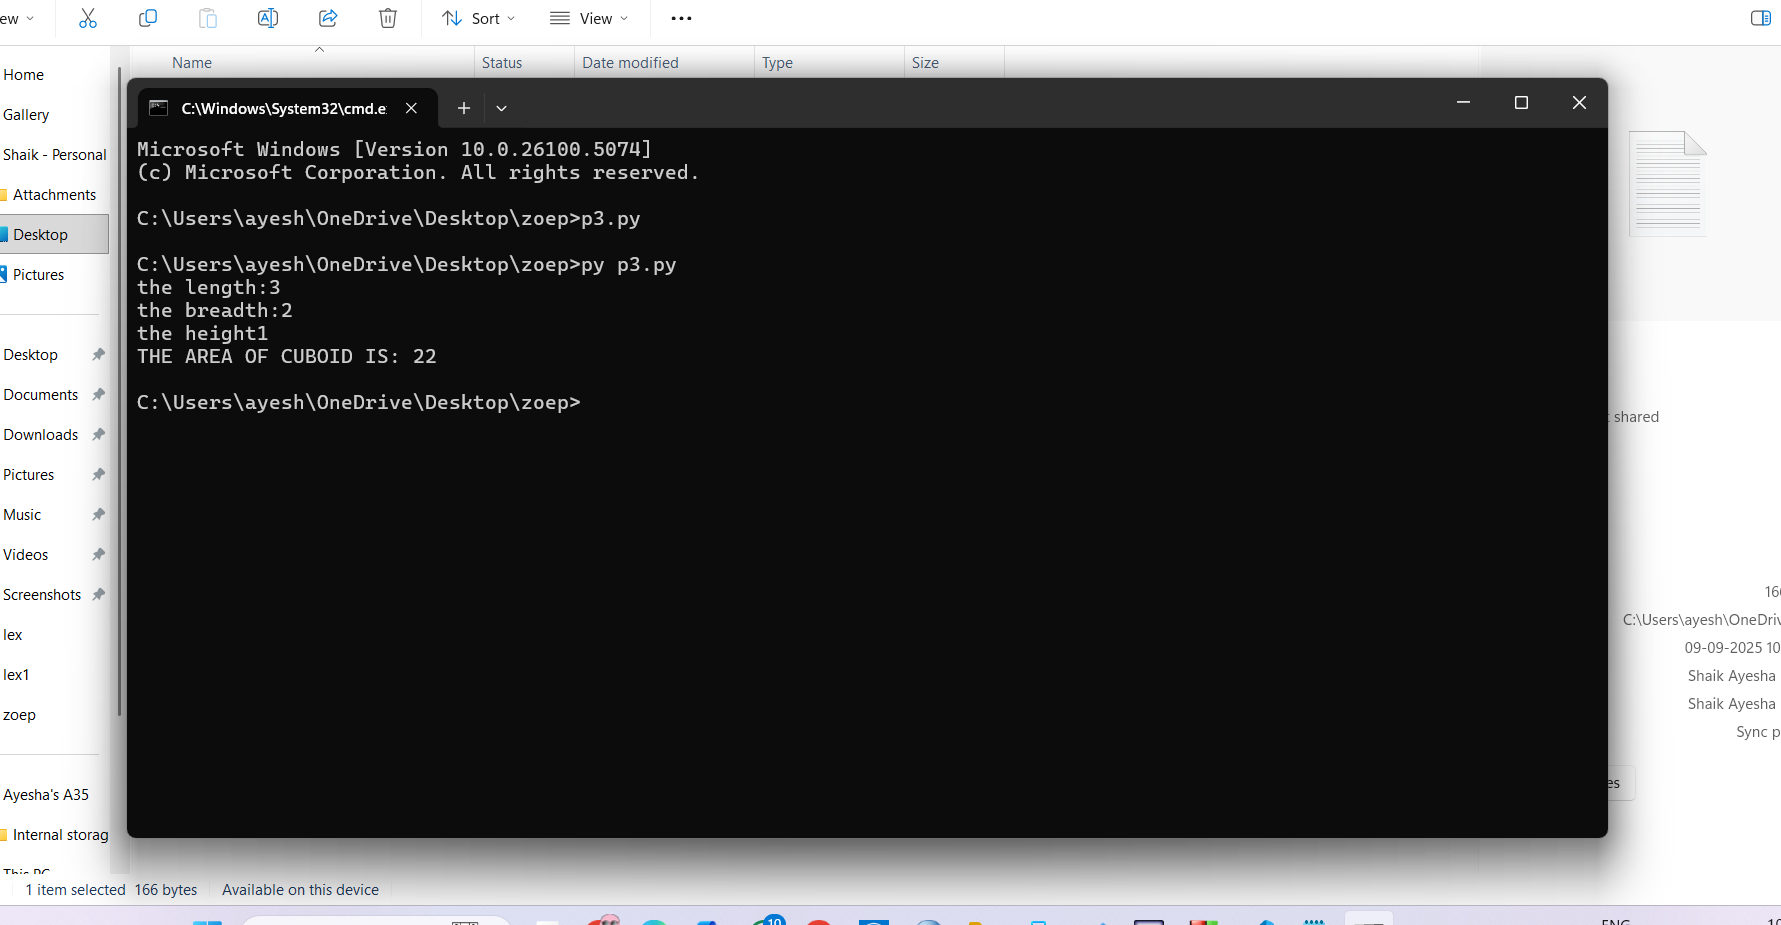 ew
Sort
View
Name
Status
Date modified
Type
Size
Home
Gallery
Shaik - Personal
Attachments
Desktop
Pictures
Desktop
Documents
Downloads
Pictures
Music
Videos
Screenshots
lex
lex1
zoep
Ayesha's A35
Internal storag
This PC
C:\Windows\System32\cmd.e
Microsoft Windows [Version 10.0.26100.5074]
(c) Microsoft Corporation. All rights reserved.
C:\Users\ayesh\OneDrive\Desktop\zoep>p3.py
C:\Users\ayesh\OneDrive\Desktop\zoep>py p3.py
the length:3
the breadth:2
the height1
THE AREA OF CUBOID IS: 22
C:\Users\ayesh\OneDrive\Desktop\zoep>
t shared
16
C:\Users\ayesh\OneDriv
09-09-2025 10
Shaik Ayesha
Shaik Ayesha
Sync p
es
1 item selected 166 bytes
Available on this device
10
ENG
10